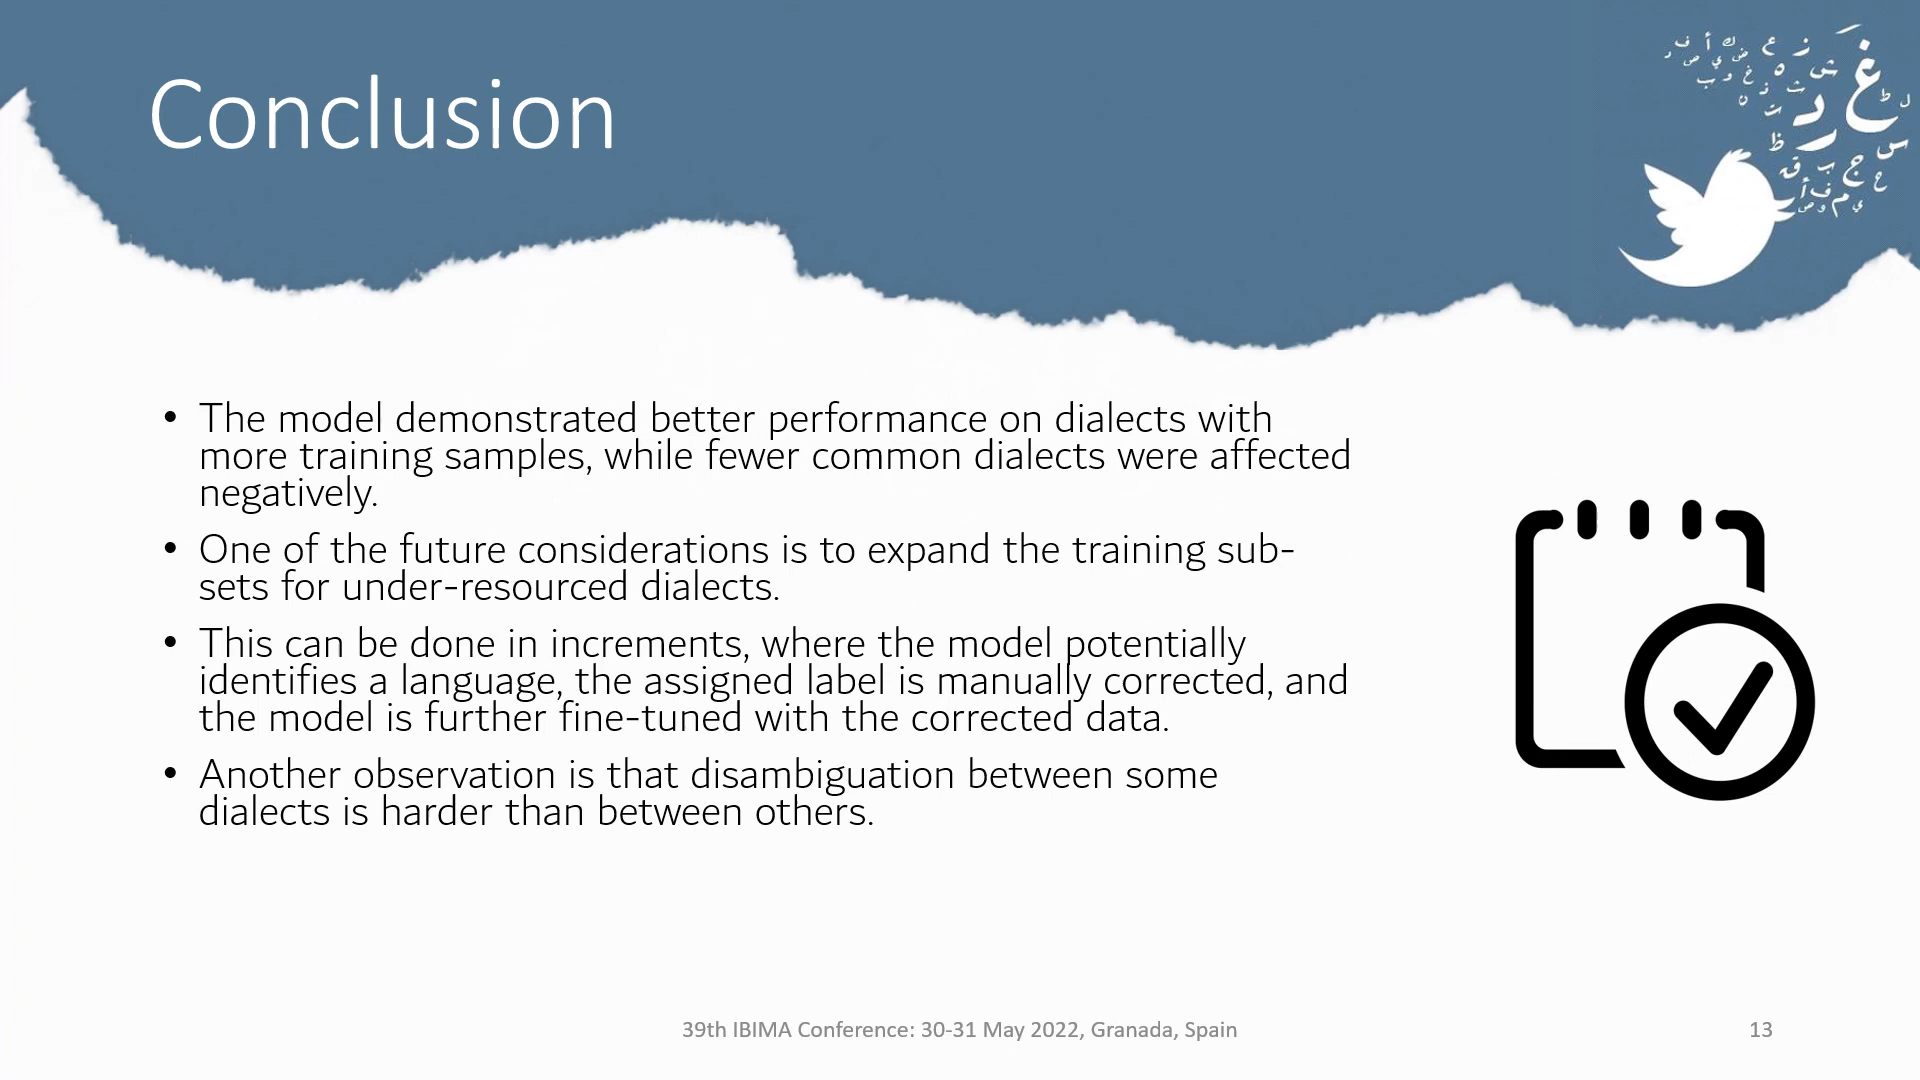 Conclusion
• The model demonstrated better performance on dialects with
more training samples, while fewer common dialects were affected
negatively.
• One of the future considerations is to expand the training sub-
sets for under-resourced dialects.
• This can be done in increments, where the model potentially
identifies a language, the assigned label is manually corrected, and
the model is further fine-tuned with the corrected data.
• Another observation is that disambiguation between some
dialects is harder than between others.
39th IBIMA Conference: 30-31 May 2022, Granada, Spain
13